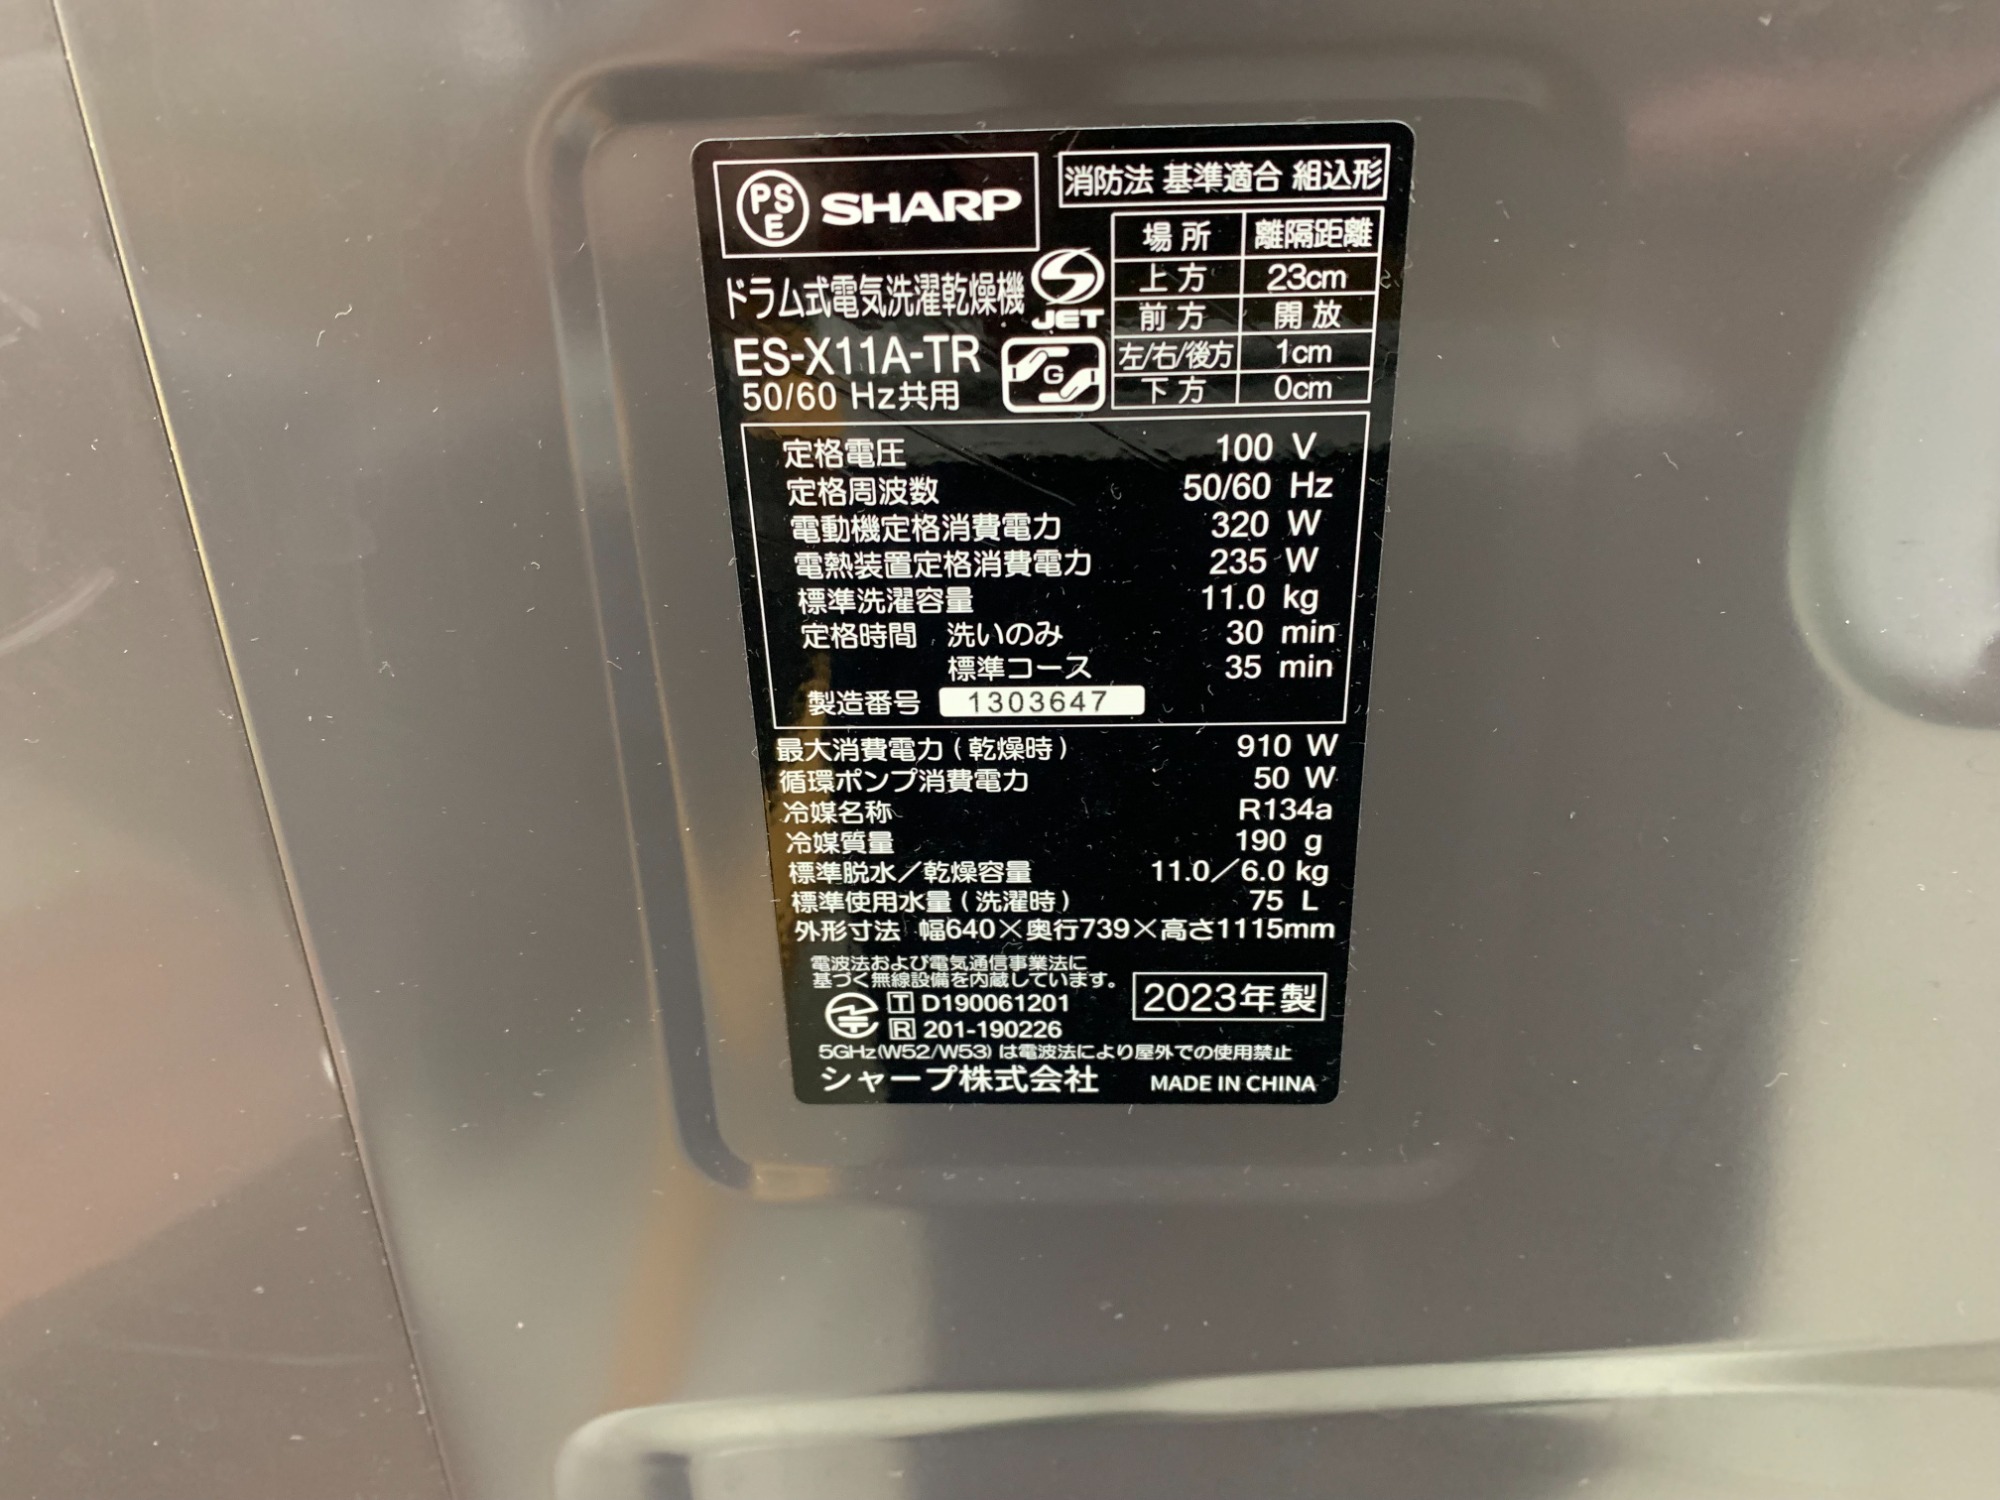 PSE SHARP
ドラム式電気洗濯乾燥機
JET
ES-X11A-TR
G
50/60 Hz共用
消防法 基準適合 組込形
場所 離隔距離
上方 23cm
前方 開放
左/右/後方 1cm
下方 0cm
定格電圧 100 V
定格周波数 50/60 Hz
電動機定格消費電力 320 W
電熱装置定格消費電力 235 W
標準洗濯容量 11.0 kg
定格時間 洗いのみ 30 min
標準コース 35 min
製造番号 1303647
最大消費電力(乾燥時) 910 W
循環ポンプ消費電力 50 W
冷媒名称 R134a
冷媒質量 190 g
標準脱水/乾燥容量 11.0/6.0 kg
標準使用水量(洗濯時) 75 L
外形寸法 幅640×奥行739×高さ1115mm
電波法および電気通信事業法に
基づく無線設備を内蔵しています。
T D190061201
R 201-190226
2023年製
5GHz(W52/W53)は電波法により屋外での使用禁止
シャープ株式会社 MADE IN CHINA